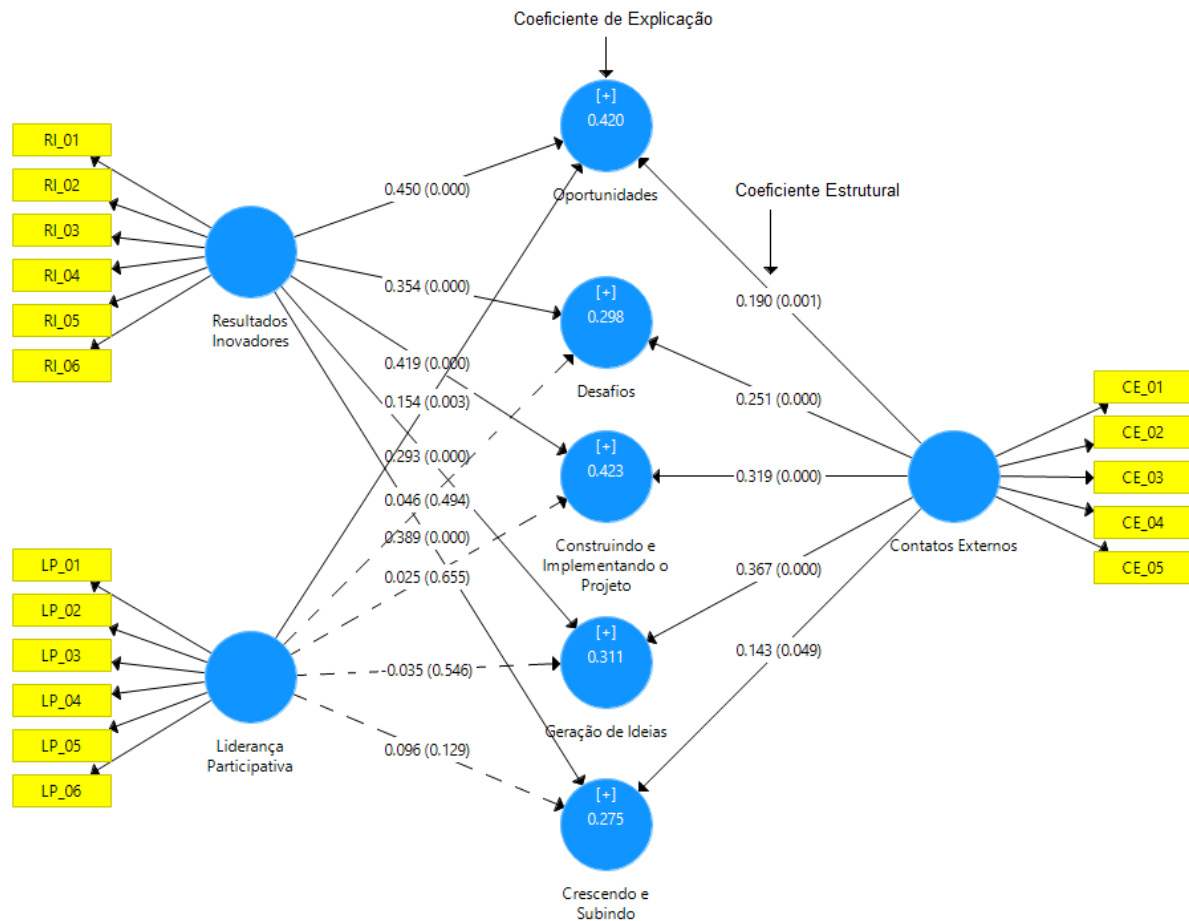 Coeficiente de Explicação
[+]
0.420
Oportunidades
RI_01
RI_02
RI_03
RI_04
RI_05
RI_06
Resultados
Inovadores
0.450 (0.000)
Coeficiente Estrutural
0.190 (0.001)
0.354 (0.000)
[+]
0.298
Desafios
0.419 (0.000)
0.154 (0.003)
0.251 (0.000)
CE_01
CE_02
CE_03
CE_04
CE_05
Contatos Externos
0.293 (0.000)
[+]
0.423
Construindo e
Implementando o
Projeto
0.319 (0.000)
0.046 (0.494)
0.389 (0.000)
0.025 (0.655)
0.367 (0.000)
LP_01
LP_02
LP_03
LP_04
LP_05
LP_06
Liderança
Participativa
[+]
0.311
Geração de Ideias
-0.035 (0.546)
0.143 (0.049)
0.096 (0.129)
[+]
0.275
Crescendo e
Subindo